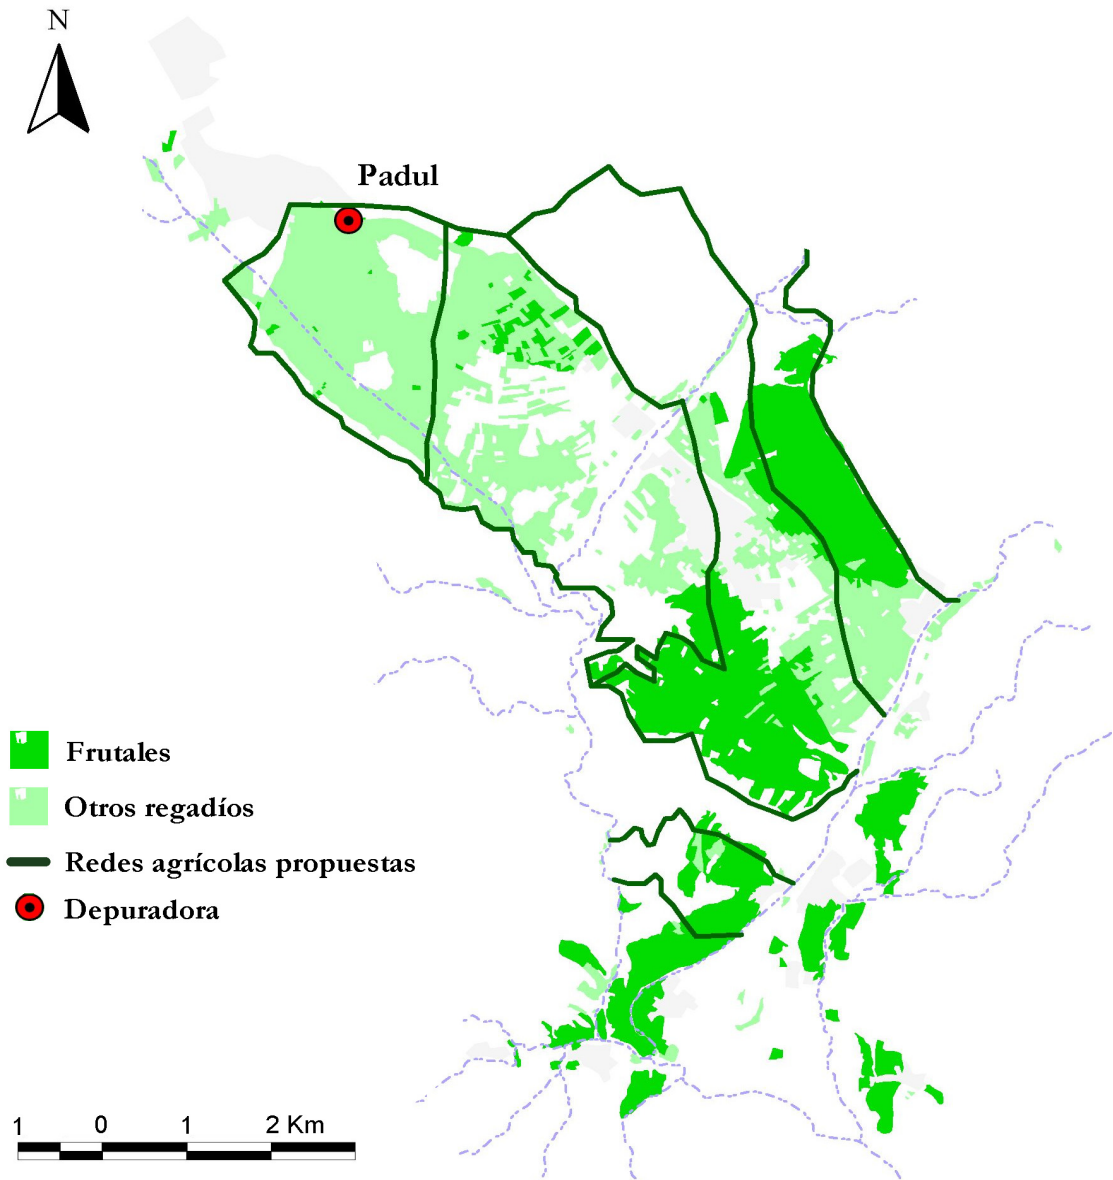 N
Padul
Frutales
Otros regadíos
Redes agrícolas propuestas
Depuradora
1 0 1 2 Km